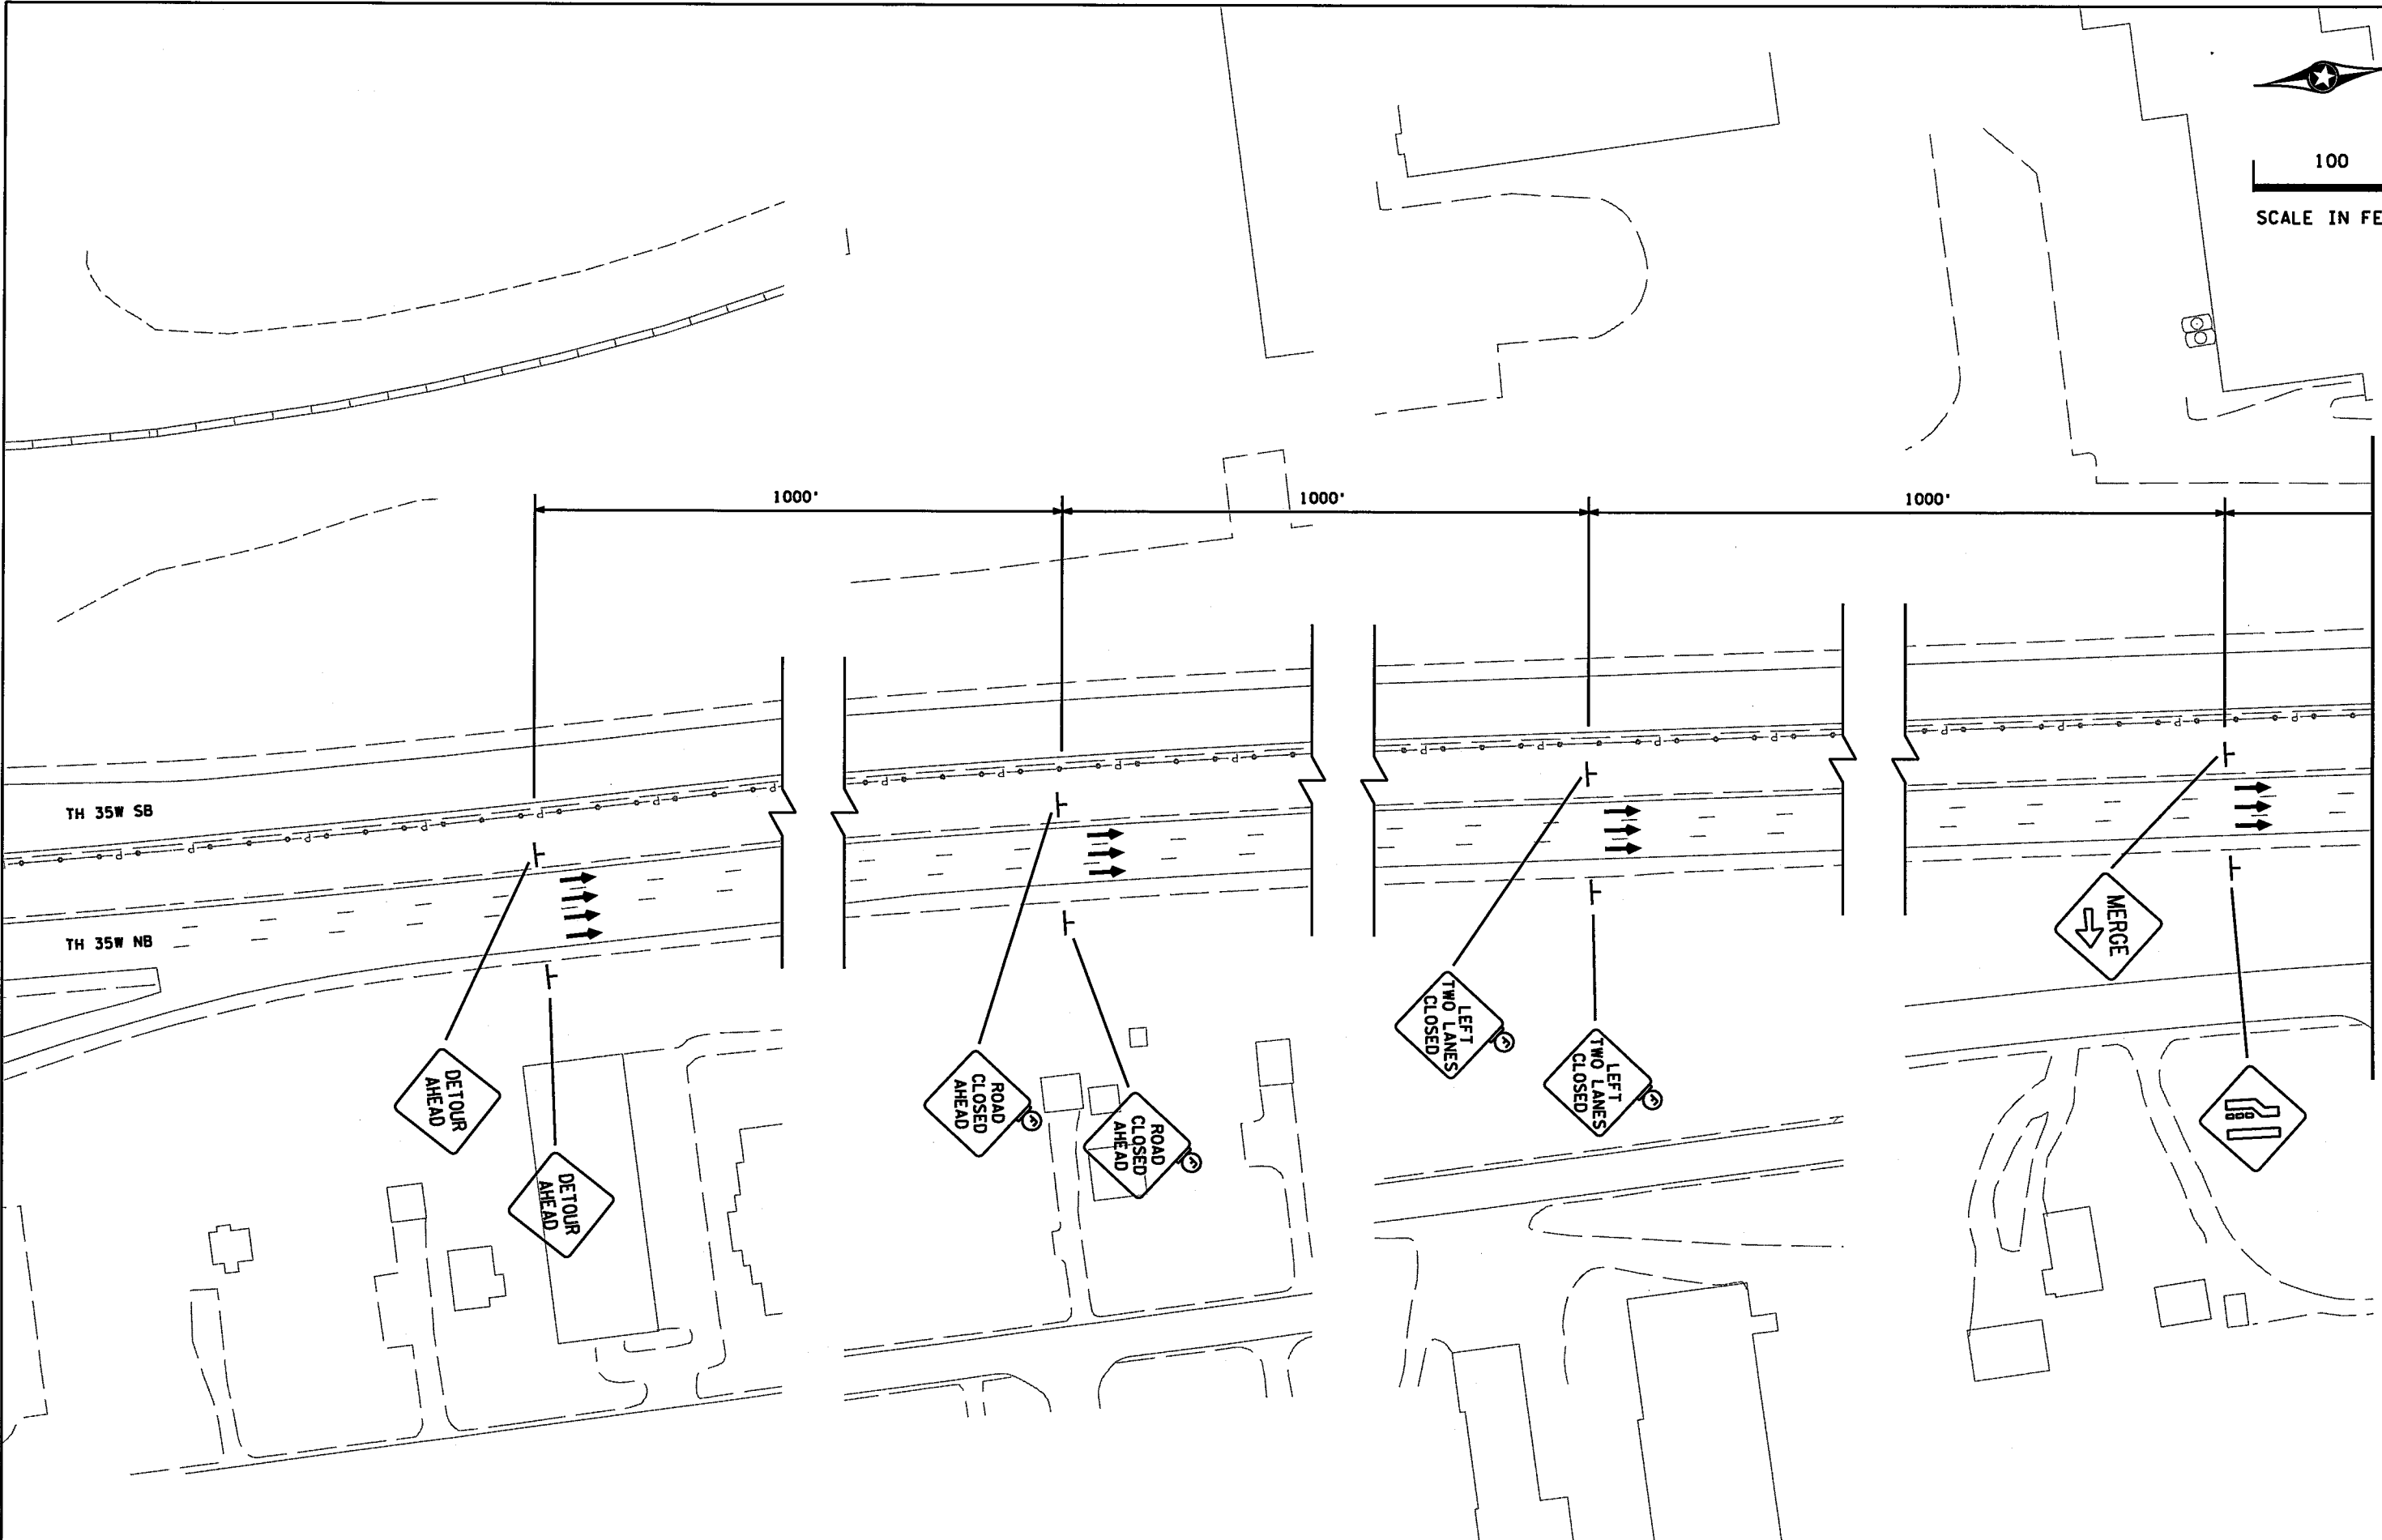 100
SCALE IN FE
1000'
1000'
1000'
TH 35W SB
TH 35W NB
DETOUR
AHEAD
DETOUR
AHEAD
ROAD
CLOSED
AHEAD
F
ROAD
CLOSED
AHEAD
F
LEFT
TWO LANES
CLOSED
F
LEFT
TWO LANES
CLOSED
F
MERGE
P P P P P P P
P P P P
P P P P
P P P P